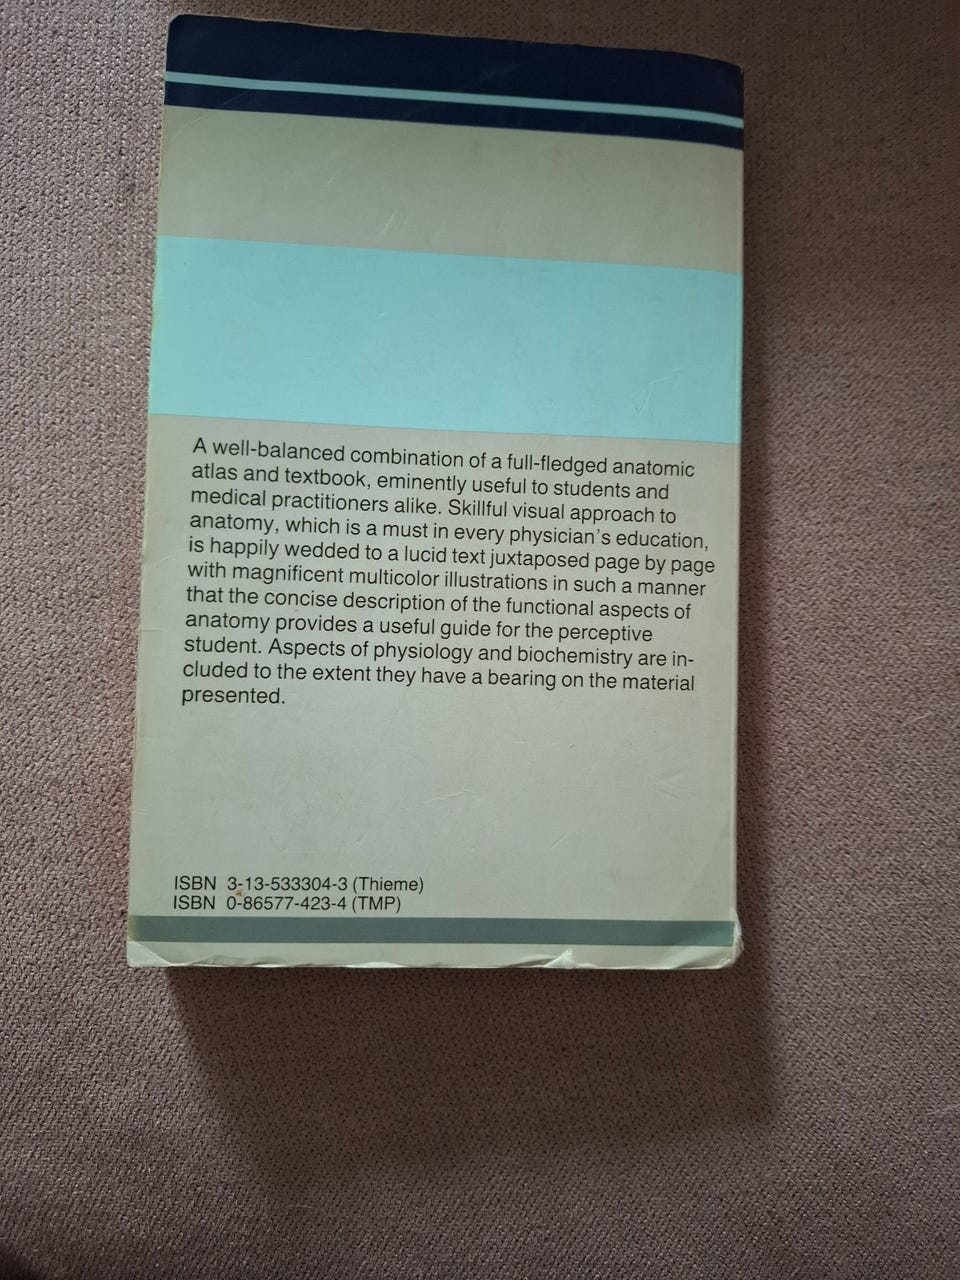 A well-balanced combination of a full-fledged anatomic
atlas and textbook, eminently useful to students and
medical practitioners alike. Skillful visual approach to
anatomy, which is a must in every physician's education,
is happily wedded to a lucid text juxtaposed page by page
with magnificent multicolor illustrations in such a manner
that the concise description of the functional aspects of
anatomy provides a useful guide for the perceptive
student. Aspects of physiology and biochemistry are in-
cluded to the extent they have a bearing on the material
presented.
ISBN 3-13-533304-3 (Thieme)
ISBN 0-86577-423-4 (TMP)